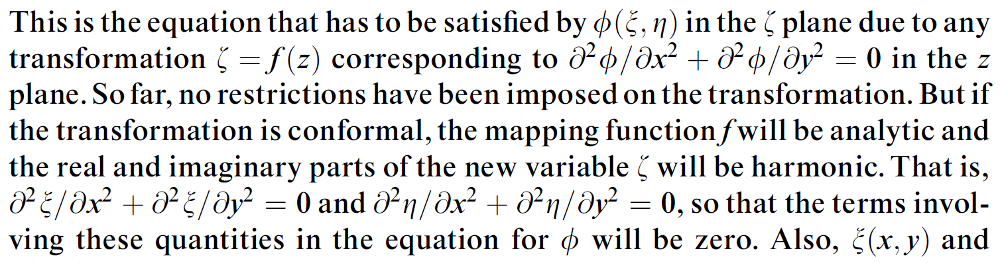 This is the equation that has to be satisfied by ϕ(ξ, η) in the ζ plane due to any
transformation ζ = f(z) corresponding to ∂²ϕ/∂x² + ∂²ϕ/∂y² = 0 in the z
plane. So far, no restrictions have been imposed on the transformation. But if
the transformation is conformal, the mapping function f will be analytic and
the real and imaginary parts of the new variable ζ will be harmonic. That is,
∂²ξ/∂x² + ∂²ξ/∂y² = 0 and ∂²η/∂x² + ∂²η/∂y² = 0, so that the terms invol-
ving these quantities in the equation for ϕ will be zero. Also, ξ(x, y) and